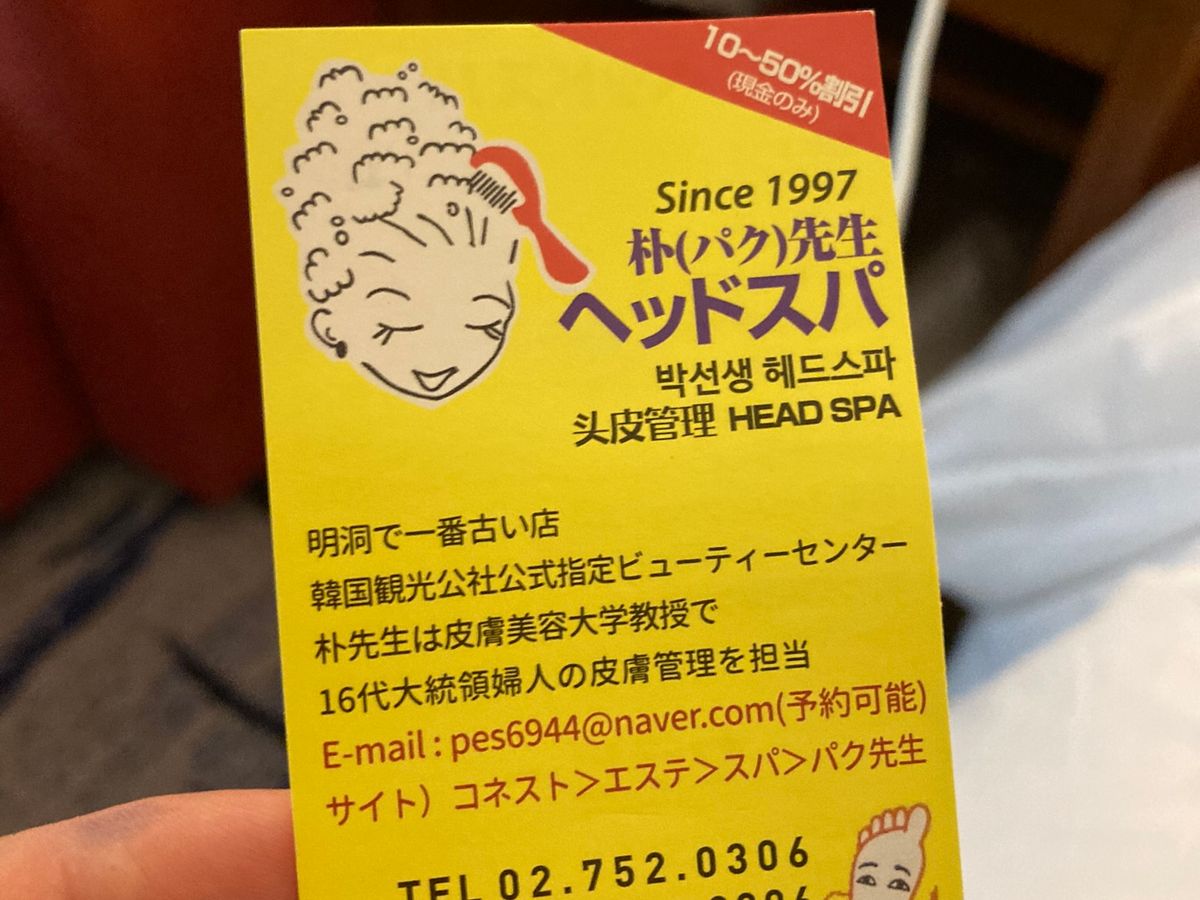 10～50%割引
(現金のみ)
Since 1997
朴(パク)先生
ヘッドスパ
박선생 헤드스파
头皮管理 HEAD SPA
明洞で一番古い店
韓国観光公社公式指定ビューティーセンター
朴先生は皮膚美容大学教授で
16代大統領婦人の皮膚管理を担当
E-mail : pes6944@naver.com(予約可能)
サイト）コネスト＞エステ＞スパ＞パク先生
TEL 02.752.0306